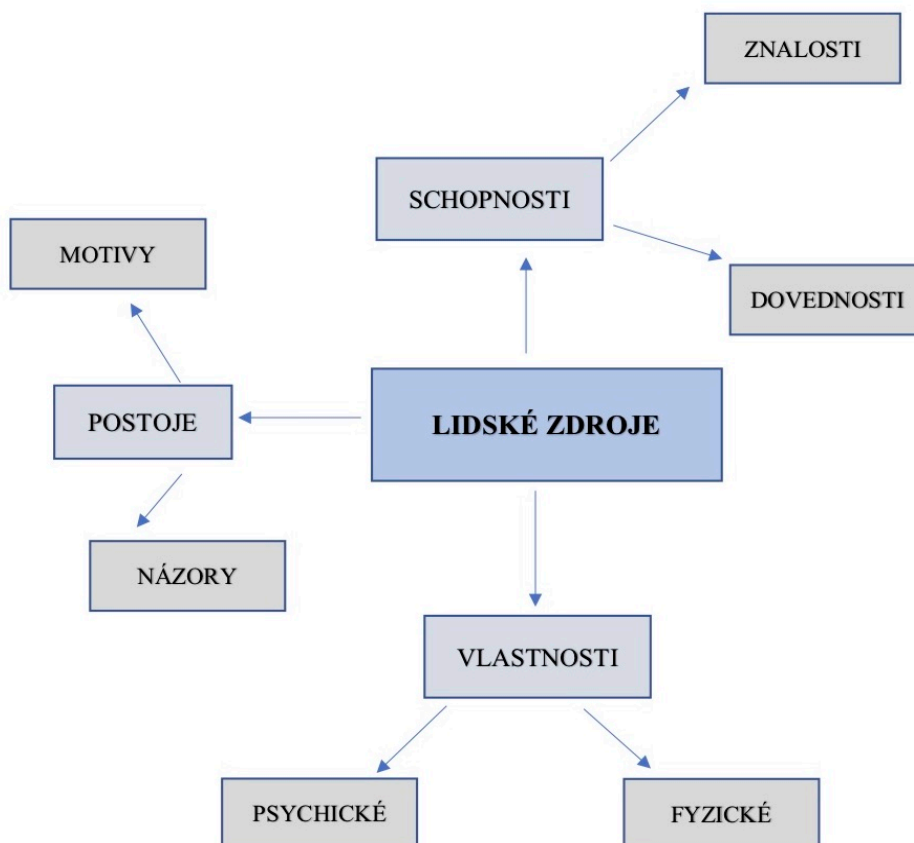 ZNALOSTI
SCHOPNOSTI
MOTIVY
DOVEDNOSTI
POSTOJE
LIDSKÉ ZDROJE
NÁZORY
VLASTNOSTI
PSYCHICKÉ
FYZICKÉ